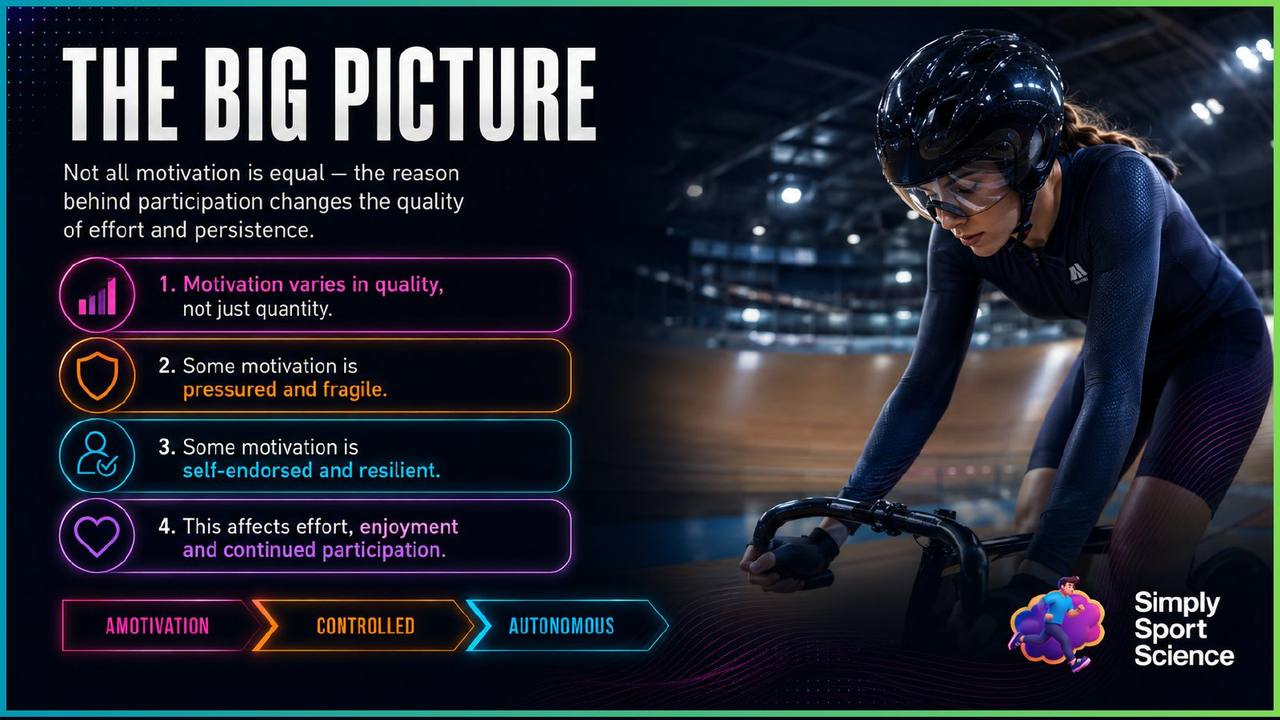 THE BIG PICTURE
Not all motivation is equal — the reason
behind participation changes the quality
of effort and persistence.
1. Motivation varies in quality,
not just quantity.
2. Some motivation is
pressured and fragile.
3. Some motivation is
self-endorsed and resilient.
4. This affects effort, enjoyment
and continued participation.
AMOTIVATION
CONTROLLED
AUTONOMOUS
Simply
Sport
Science